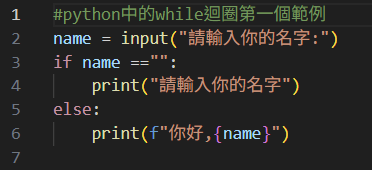 1 #python中的while迴圈第一個範例
2 name = input("請輸入你的名字:")
3 if name =="":
4     print("請輸入你的名字")
5 else:
6     print(f"你好,{name}")
7